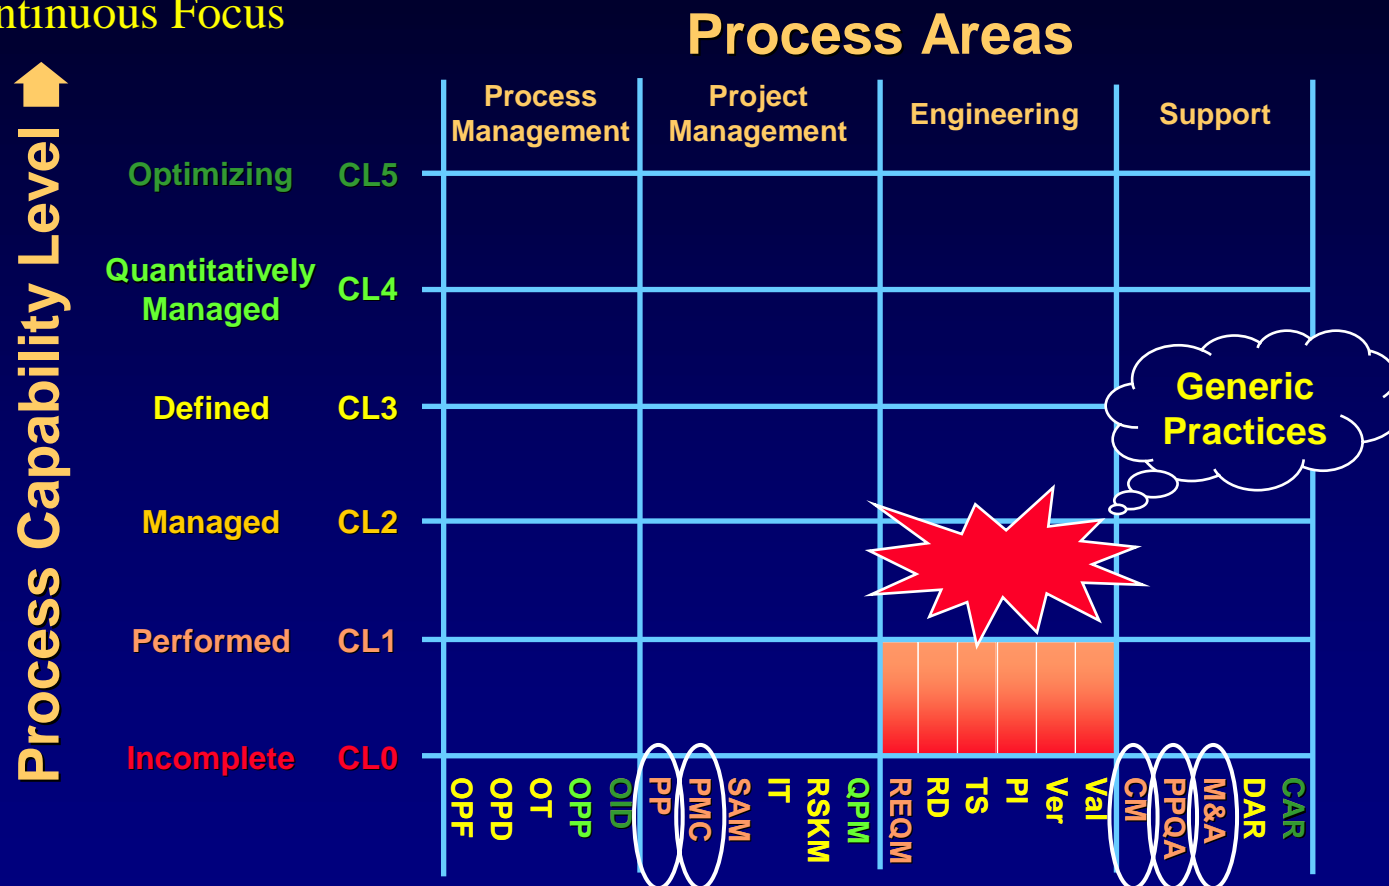 ntinuous Focus
Process Areas
Process Capability Level
Process
Management
Project
Management
Engineering
Support
Optimizing CL5
Quantitatively
Managed
CL4
Defined CL3
Managed CL2
Performed CL1
Incomplete CL0
Generic
Practices
OPF
OPD
OT
OPP
OID
PP
PMC
SAM
IT
RSKM
QPM
REQM
RD
TS
PI
Ver
Val
CM
PPQA
M&A
DAR
CAR